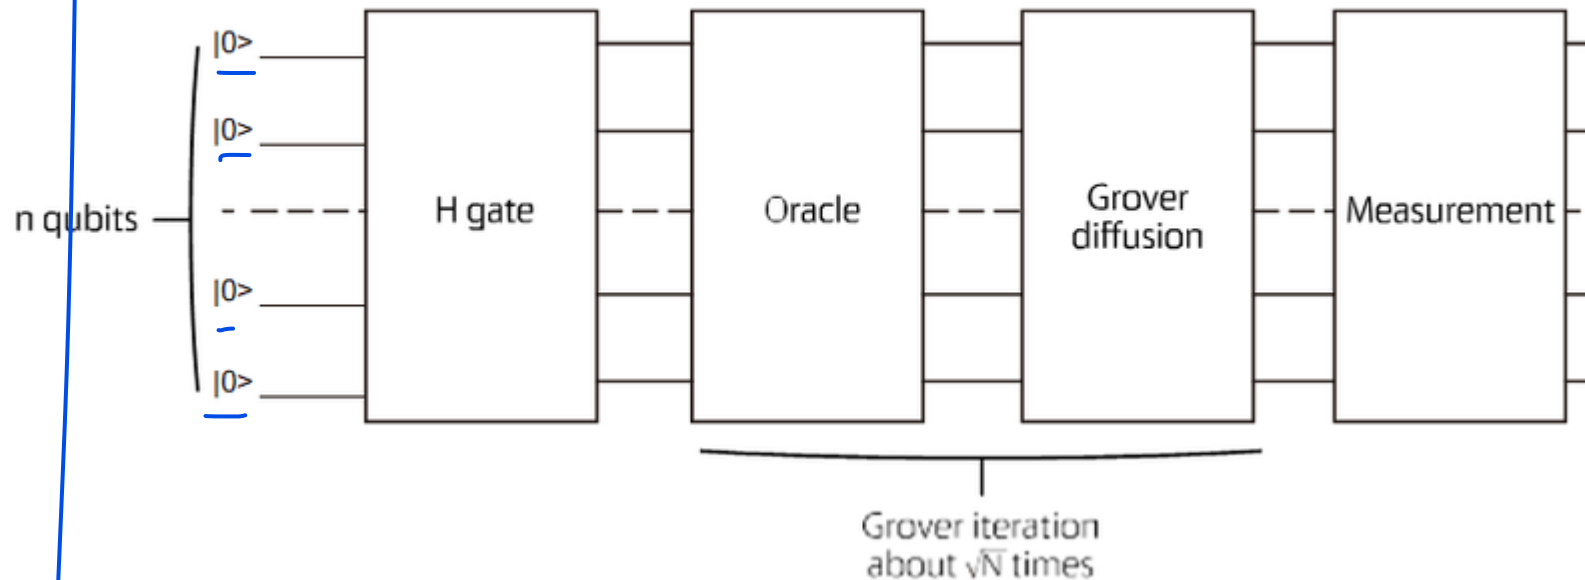 |0>
|0>
n qubits
|0>
|0>
H gate
Oracle
Grover
diffusion
Measurement
Grover iteration
about √N times